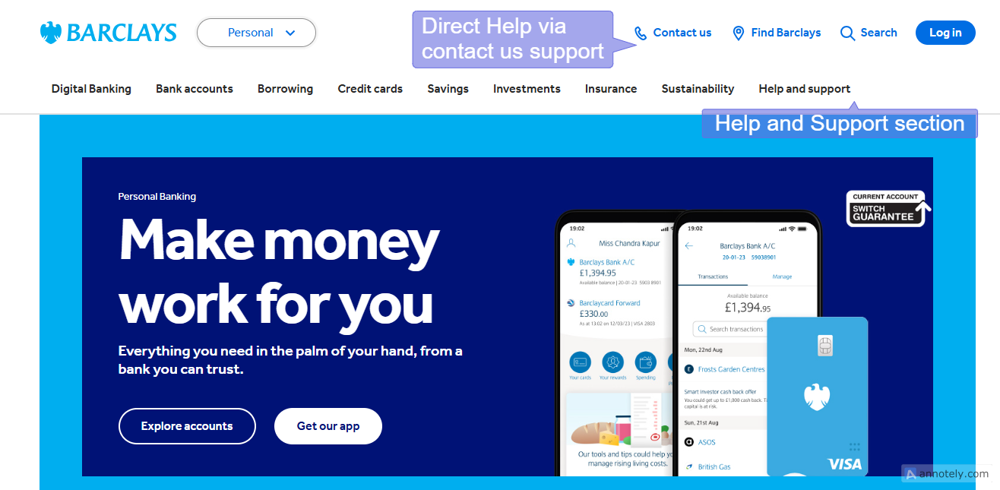 BARCLAYS
Personal
Direct Help via
contact us support
Contact us
Find Barclays
Search
Log in
Digital Banking
Bank accounts
Borrowing
Credit cards
Savings
Investments
Insurance
Sustainability
Help and support
Help and Support section
Personal Banking
Make money
work for you
Everything you need in the palm of your hand, from a
bank you can trust.
Explore accounts
Get our app
19:02
Miss Chandra Kapur
Barclays Bank A/C
£1,394.95
Available balance | 20-01-23 5903 8901
Barclaycard Forward
£330.00
As at 13:02 on 12/03/23 | VISA 2803
Your cards
Your rewards
Spending
Our tools and tips could help yo
manage rising living costs.
19:02
Barclays Bank A/C
20-01-23 59038901
Transactions
Manage
Available balance
£1,394.95
Search transactions
Mon, 22nd Aug
Frosts Garden Centres
Smart Investor cash back offer
You could get up to £1,000 cash back.
capital is at risk.
Sun, 21st Aug
ASOS
British Gas
CURRENT ACCOUNT
SWITCH
GUARANTEE
VISA
annotely.com